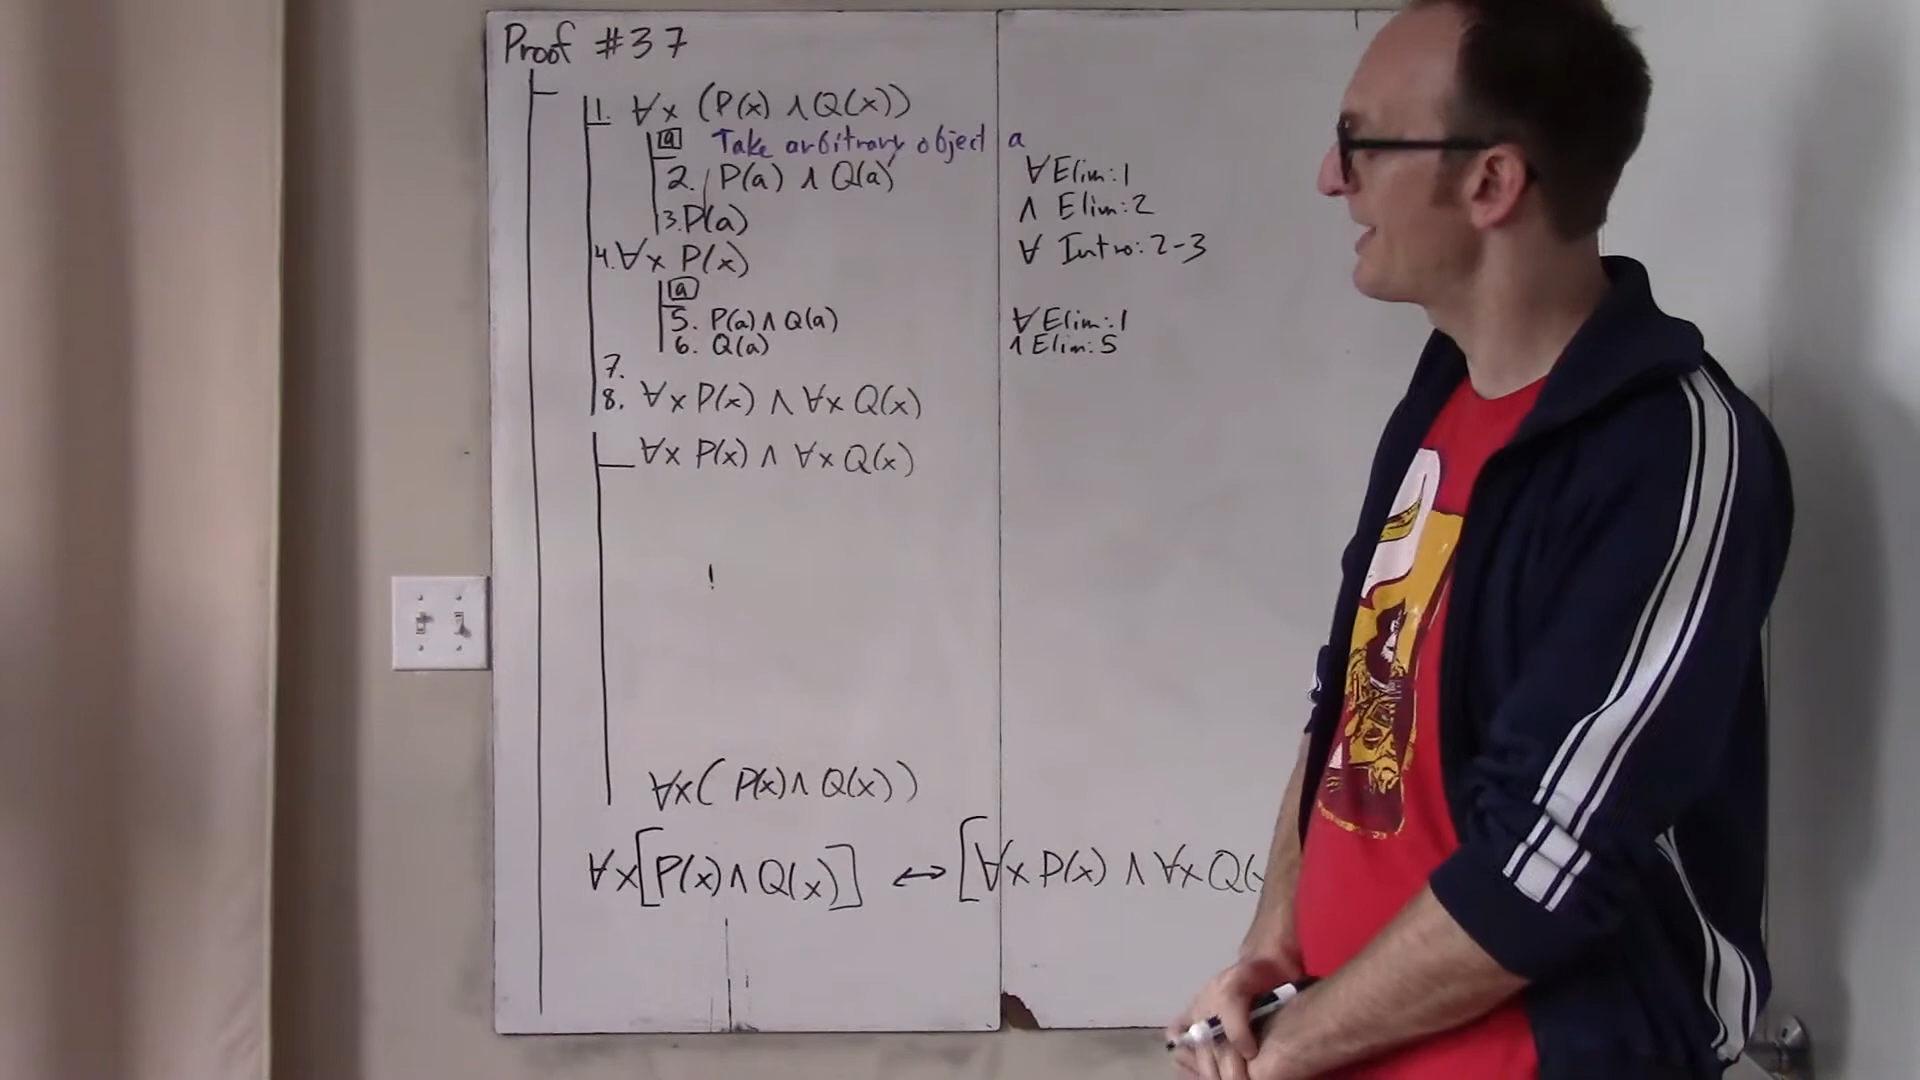 Proof #37
1. ∀x (P(x) ∧ Q(x))
a Take arbitrary object a
2. P(a) ∧ Q(a) ∀ Elim: 1
3. P(a) ∧ Elim: 2
4. ∀x P(x) ∀ Intro: 2-3
a
5. P(a) ∧ Q(a) ∀ Elim: 1
6. Q(a) ∧ Elim: 5
7.
8. ∀x P(x) ∧ ∀x Q(x)
∀x P(x) ∧ ∀x Q(x)
∀x( P(x) ∧ Q(x))
∀x[P(x) ∧ Q(x)] ↔ [∀x P(x) ∧ ∀x Q(x